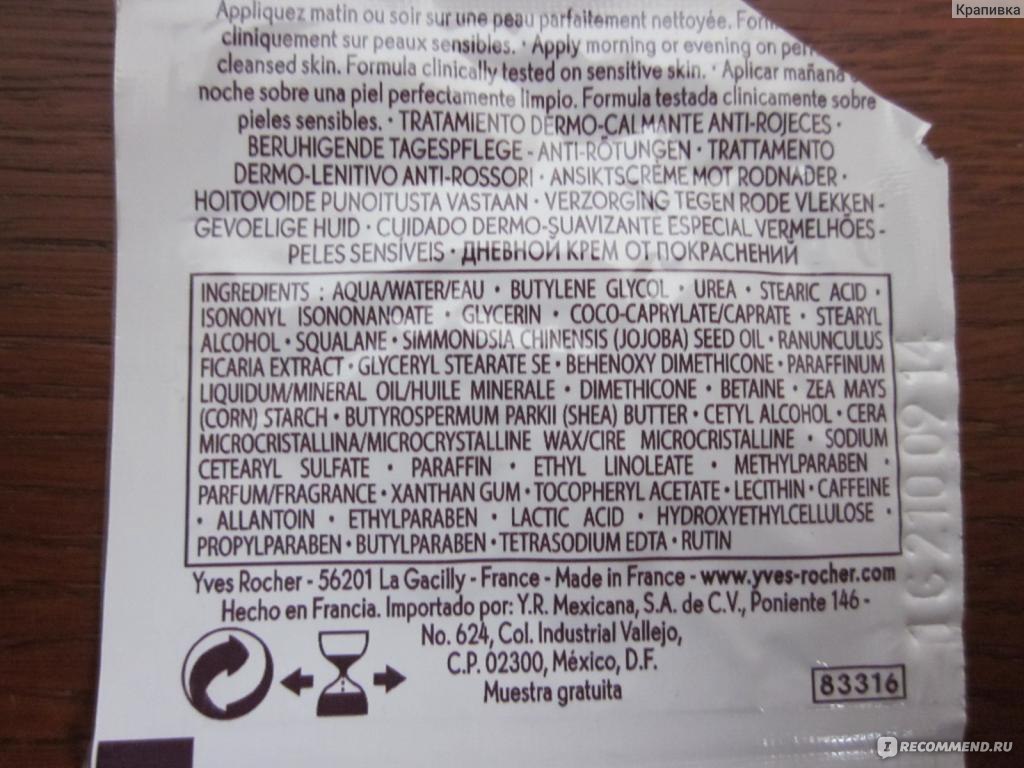 Крапивка
Appliquez matin ou soir sur une peau parfaitement nettoyée.
cliniquement sur peaux sensibles. • Apply morning or evening on
cleansed skin. Formula clinically tested on sensitive skin. • Aplicar mañana
noche sobre una piel perfectamente limpio. Formula testada clinicamente sobre
pieles sensibles. • TRATAMIENTO DERMO-CALMANTE ANTI-ROJECES •
BERUHIGENDE TAGESPFLEGE - ANTI-RÖTUNGEN • TRATTAMENTO
DERMO-LENITIVO ANTI-ROSSORI • ANSIKTSCRÈME MOT RODNADER •
HOITOVOIDE PUNOITUSTA VASTAAN • VERZORGING TEGEN RODE VLEKKEN -
GEVOELIGE HUID • CUIDADO DERMO-SUAVIZANTE ESPECIAL VERMELHÕES -
PELES SENSÍVEIS • ДНЕВНОЙ КРЕМ ОТ ПОКРАСНЕНИЙ
INGREDIENTS : AQUA/WATER/EAU • BUTYLENE GLYCOL • UREA • STEARIC ACID •
ISONONYL ISONONANOATE • GLYCERIN • COCO-CAPRYLATE/CAPRATE • STEARYL
ALCOHOL • SQUALANE • SIMMONDSIA CHINENSIS (JOJOBA) SEED OIL • RANUNCULUS
FICARIA EXTRACT • GLYCERYL STEARATE SE • BEHENOXY DIMETHICONE • PARAFFINUM
LIQUIDUM/MINERAL OIL/HUILE MINERALE • DIMETHICONE • BETAINE • ZEA MAYS
(CORN) STARCH • BUTYROSPERMUM PARKII (SHEA) BUTTER • CETYL ALCOHOL • CERA
MICROCRISTALLINA/MICROCRYSTALLINE WAX/CIRE MICROCRISTALLINE • SODIUM
CETEARYL SULFATE • PARAFFIN • ETHYL LINOLEATE • METHYLPARABEN •
PARFUM/FRAGRANCE • XANTHAN GUM • TOCOPHERYL ACETATE • LECITHIN • CAFFEINE
• ALLANTOIN • ETHYLPARABEN • LACTIC ACID • HYDROXYETHYLCELLULOSE •
PROPYLPARABEN • BUTYLPARABEN • TETRASODIUM EDTA • RUTIN
Yves Rocher - 56201 La Gacilly - France - Made in France - www.yves-rocher.com
Hecho en Francia. Importado por: Y.R. Mexicana, S.A. de C.V., Poniente 146 -
No. 624, Col. Industrial Vallejo,
C.P. 02300, México, D.F.
Muestra gratuita
83316
IRECOMMEND.RU